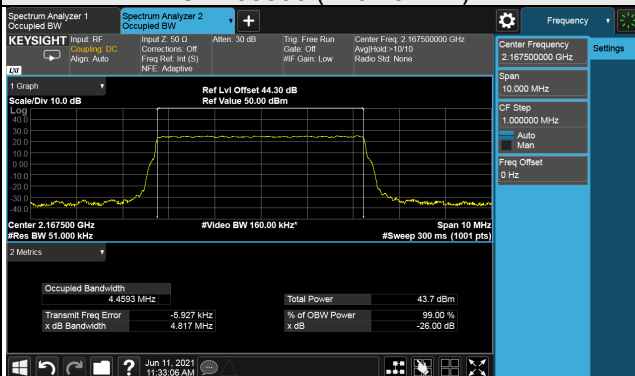 Spectrum Analyzer 1
Occupied BW
Spectrum Analyzer 2
Occupied BW
Frequency
KEYSIGHT
Input: RF
Coupling: DC
Align: Auto
Input Z: 50 Ω
Corrections: Off
Freq Ref: Int (S)
NFE: Adaptive
Atten: 30 dB
Trig: Free Run
Gate: Off
#IF Gain: Low
Center Freq: 2.167500000 GHz
Avg|Hold:>10/10
Radio Std: None
LXI
Center Frequency
2.167500000 GHz
Settings
Span
10.000 MHz
CF Step
1.000000 MHz
Auto
Man
Freq Offset
0 Hz
1 Graph
Scale/Div 10.0 dB
Ref Lvl Offset 44.30 dB
Ref Value 50.00 dBm
Log
40.0
30.0
20.0
10.0
0.00
-10.0
-20.0
-30.0
-40.0
Center 2.167500 GHz
#Res BW 51.000 kHz
#Video BW 160.00 kHz*
Span 10 MHz
#Sweep 300 ms (1001 pts)
2 Metrics
Occupied Bandwidth
4.4593 MHz
Total Power 43.7 dBm
Transmit Freq Error -5.927 kHz
% of OBW Power 99.00 %
x dB Bandwidth 4.817 MHz
x dB -26.00 dB
?
Jun 11, 2021
11:33:06 AM